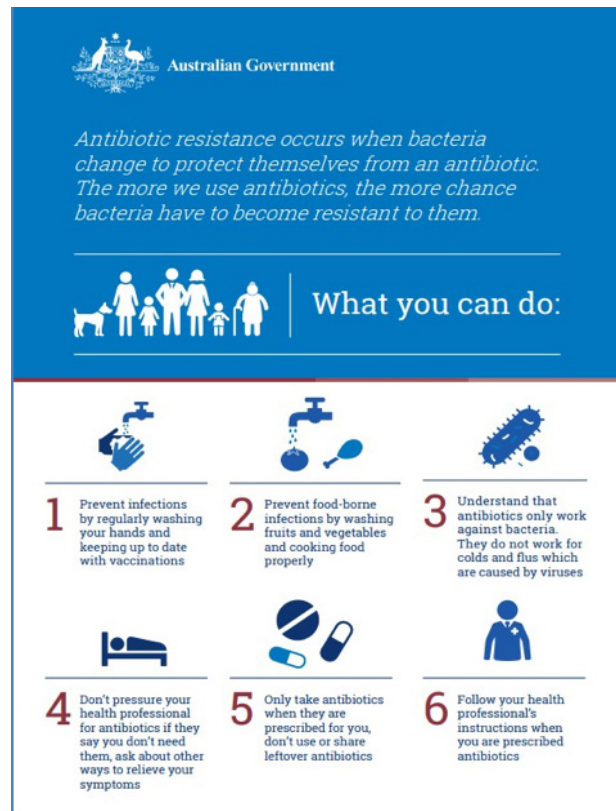 Australian Government
Antibiotic resistance occurs when bacteria
change to protect themselves from an antibiotic.
The more we use antibiotics, the more chance
bacteria have to become resistant to them.
What you can do:
1
Prevent infections
by regularly washing
your hands and
keeping up to date
with vaccinations
2
Prevent food-borne
infections by washing
fruits and vegetables
and cooking food
properly
3
Understand that
antibiotics only work
against bacteria.
They do not work for
colds and flus which
are caused by viruses
4
Don't pressure your
health professional
for antibiotics if they
say you don't need
them, ask about other
ways to relieve your
symptoms
5
Only take antibiotics
when they are
prescribed for you,
don't use or share
leftover antibiotics
6
Follow your health
professional's
instructions when
you are prescribed
antibiotics